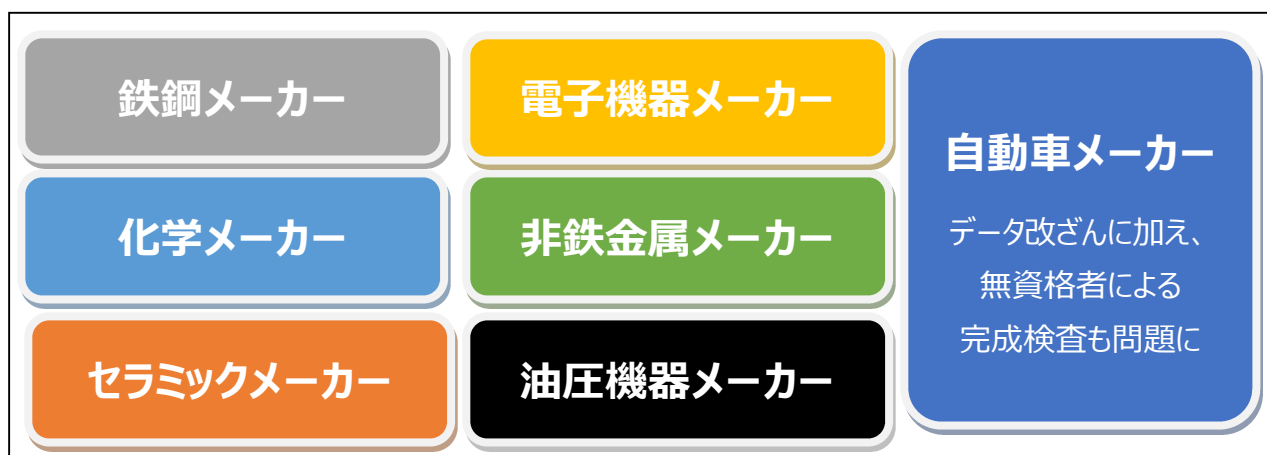 鉄鋼メーカー
電子機器メーカー
化学メーカー
非鉄金属メーカー
セラミックメーカー
油圧機器メーカー
自動車メーカー
データ改ざんに加え、
無資格者による
完成検査も問題に